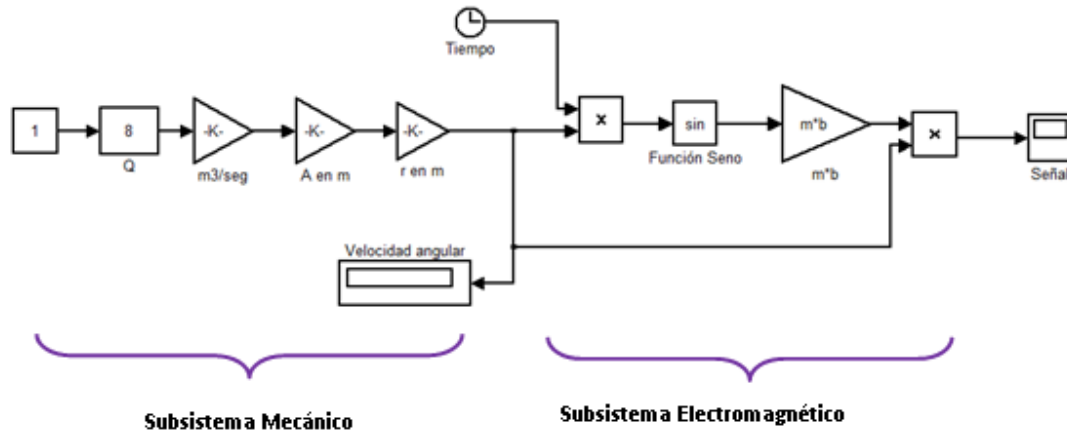 Tiempo
1
8
Q
-K-
m3/seg
-K-
A en m
-K-
r en m
x
sin
Función Seno
m*b
m*b
x
Señal
Velocidad angular
Subsistema Mecánico
Subsistema Electromagnético